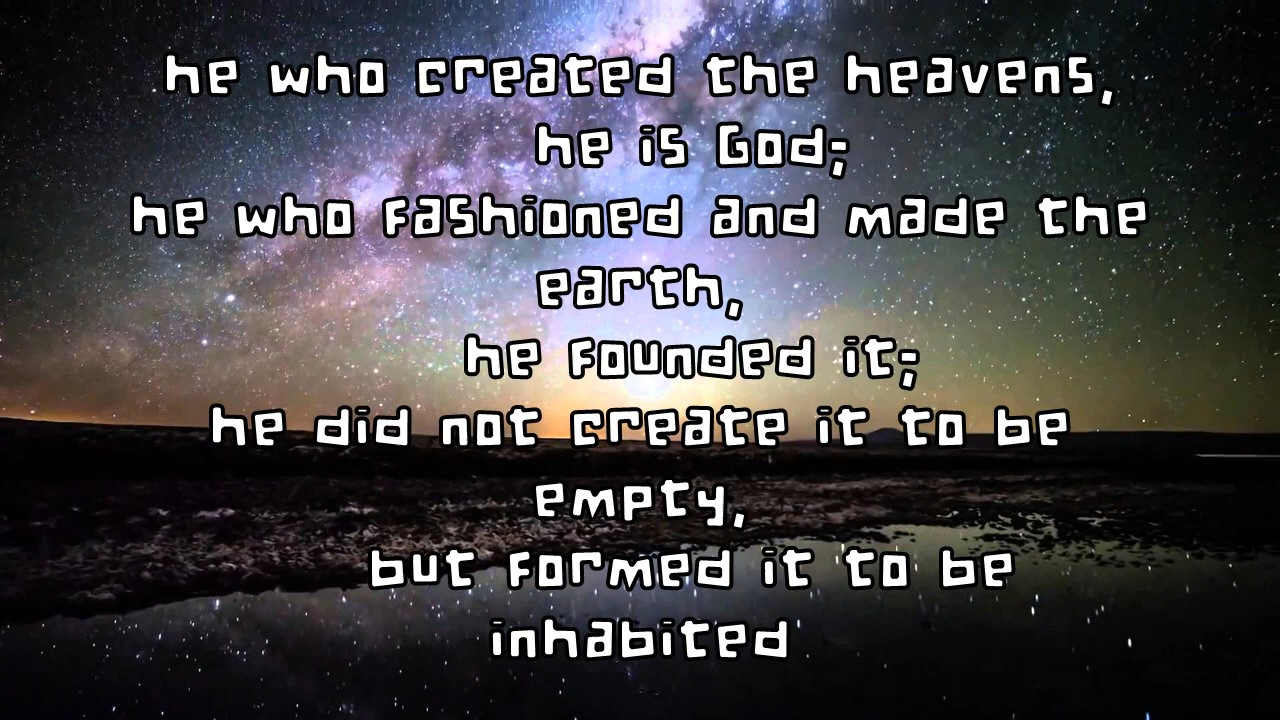 he who created the heavens,
he is God;
he who fashioned and made the
earth,
he founded it;
he did not create it to be
empty,
but formed it to be
inhabited